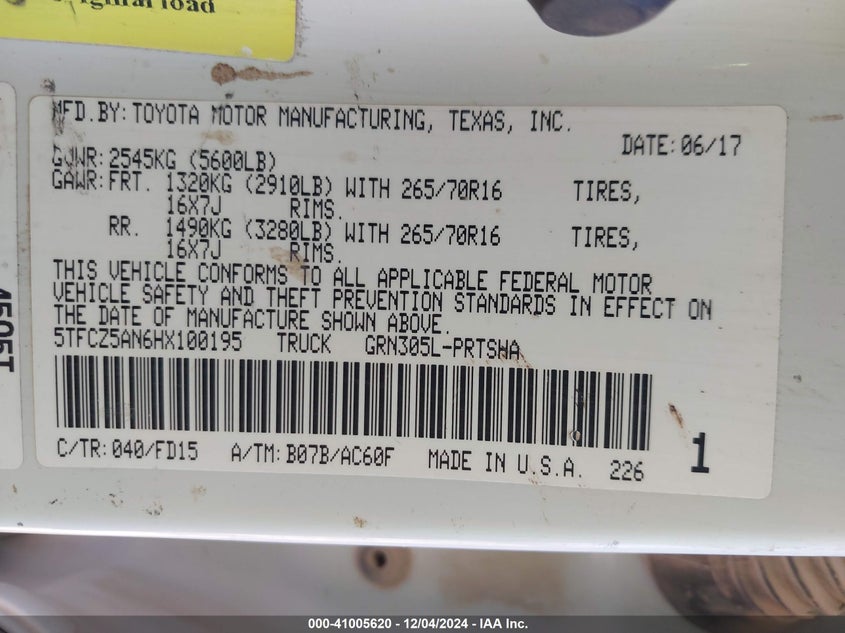 original load
MFD.BY: TOYOTA MOTOR MANUFACTURING, TEXAS, INC.
DATE: 06/17
GVWR: 2545KG (5600LB)
GAWR: FRT. 1320KG (2910LB) WITH 265/70R16 TIRES,
16X7J RIMS.
RR. 1490KG (3280LB) WITH 265/70R16 TIRES,
16X7J RIMS.
THIS VEHICLE CONFORMS TO ALL APPLICABLE FEDERAL MOTOR
VEHICLE SAFETY AND THEFT PREVENTION STANDARDS IN EFFECT ON
THE DATE OF MANUFACTURE SHOWN ABOVE.
5TFCZ5AN6HX100195 TRUCK GRN305L-PRTSHA
C/TR: 040/FD15 A/TM: B07B/AC60F MADE IN U.S.A. 226 1
000-41005620 - 12/04/2024 - IAA Inc.